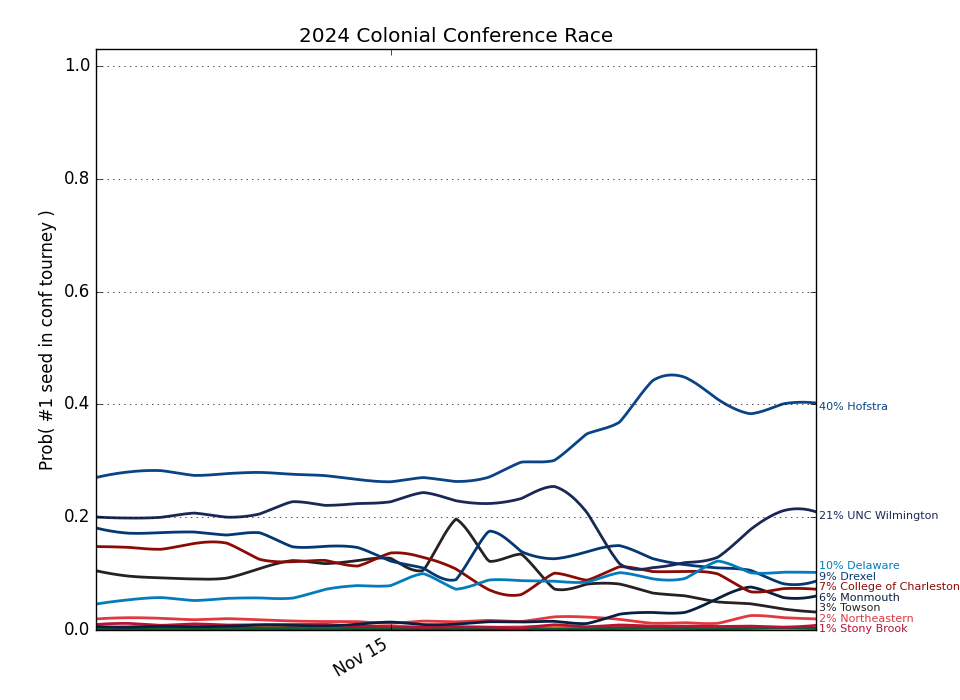 2024 Colonial Conference Race
Prob( #1 seed in conf tourney )
1.0
0.8
0.6
0.4
0.2
0.0
Nov 15
40% Hofstra
21% UNC Wilmington
10% Delaware
9% Drexel
7% College of Charleston
6% Monmouth
3% Towson
2% Northeastern
1% Stony Brook